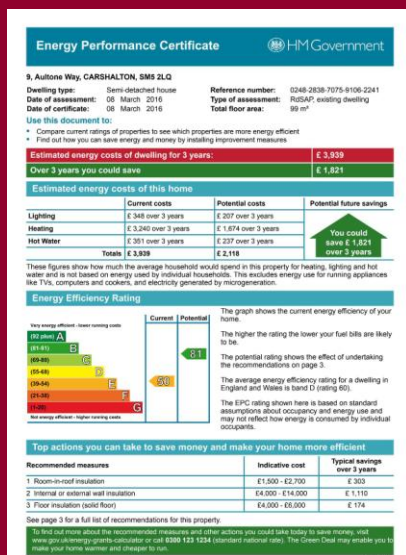 Energy Performance Certificate
HM Government
9, Aultone Way, CARSHALTON, SM5 2LQ
Dwelling type: Semi-detached house Reference number: 0248-2838-7075-9106-2241
Date of assessment: 08 March 2016 Type of assessment: RdSAP, existing dwelling
Date of certificate: 08 March 2016 Total floor area: 99 m²
Use this document to:
• Compare current ratings of properties to see which properties are more energy efficient
• Find out how you can save energy and money by installing improvement measures
Estimated energy costs of dwelling for 3 years: £ 3,939
Over 3 years you could save £ 1,821
Estimated energy costs of this home
Current costs Potential costs Potential future savings
Lighting £ 348 over 3 years £ 207 over 3 years
Heating £ 3,240 over 3 years £ 1,674 over 3 years
Hot Water £ 351 over 3 years £ 237 over 3 years
Totals £ 3,939 £ 2,118
You could
save £ 1,821
over 3 years
These figures show how much the average household would spend in this property for heating, lighting and hot
water and is not based on energy used by individual households. This excludes energy use for running appliances
like TVs, computers and cookers, and electricity generated by microgeneration.
Energy Efficiency Rating
Current Potential
Very energy efficient - lower running costs
(92 plus) A
(81-91) B
(69-80) C
(55-68) D
(39-54) E
(21-38) F
(1-20) G
Not energy efficient - higher running costs
50
81
The graph shows the current energy efficiency of your
home.
The higher the rating the lower your fuel bills are likely
to be.
The potential rating shows the effect of undertaking
the recommendations on page 3.
The average energy efficiency rating for a dwelling in
England and Wales is band D (rating 60).
The EPC rating shown here is based on standard
assumptions about occupancy and energy use and
may not reflect how energy is consumed by individual
occupants.
Top actions you can take to save money and make your home more efficient
Recommended measures Indicative cost Typical savings
over 3 years
1 Room-in-roof insulation £1,500 - £2,700 £ 303
2 Internal or external wall insulation £4,000 - £14,000 £ 1,110
3 Floor insulation (solid floor) £4,000 - £6,000 £ 174
See page 3 for a full list of recommendations for this property.
To find out more about the recommended measures and other actions you could take today to save money, visit
www.gov.uk/energy-grants-calculator or call 0300 123 1234 (standard national rate). The Green Deal may enable you to
make your home warmer and cheaper to run.